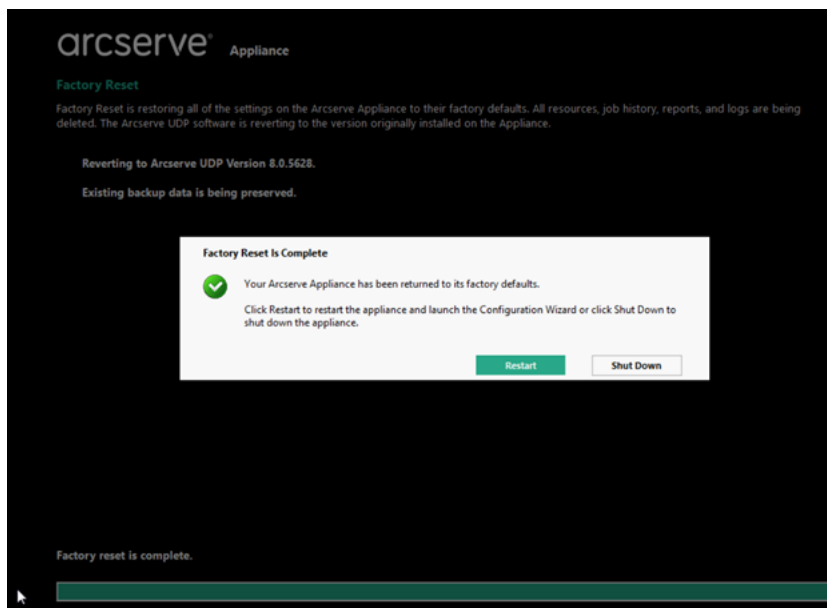 arcserve® Appliance
Factory Reset
Factory Reset is restoring all of the settings on the Arcserve Appliance to their factory defaults. All resources, job history, reports, and logs are being
deleted. The Arcserve UDP software is reverting to the version originally installed on the Appliance.
Reverting to Arcserve UDP Version 8.0.5628.
Existing backup data is being preserved.
Factory Reset Is Complete
Your Arcserve Appliance has been returned to its factory defaults.
Click Restart to restart the appliance and launch the Configuration Wizard or click Shut Down to
shut down the appliance.
Restart Shut Down
Factory reset is complete.